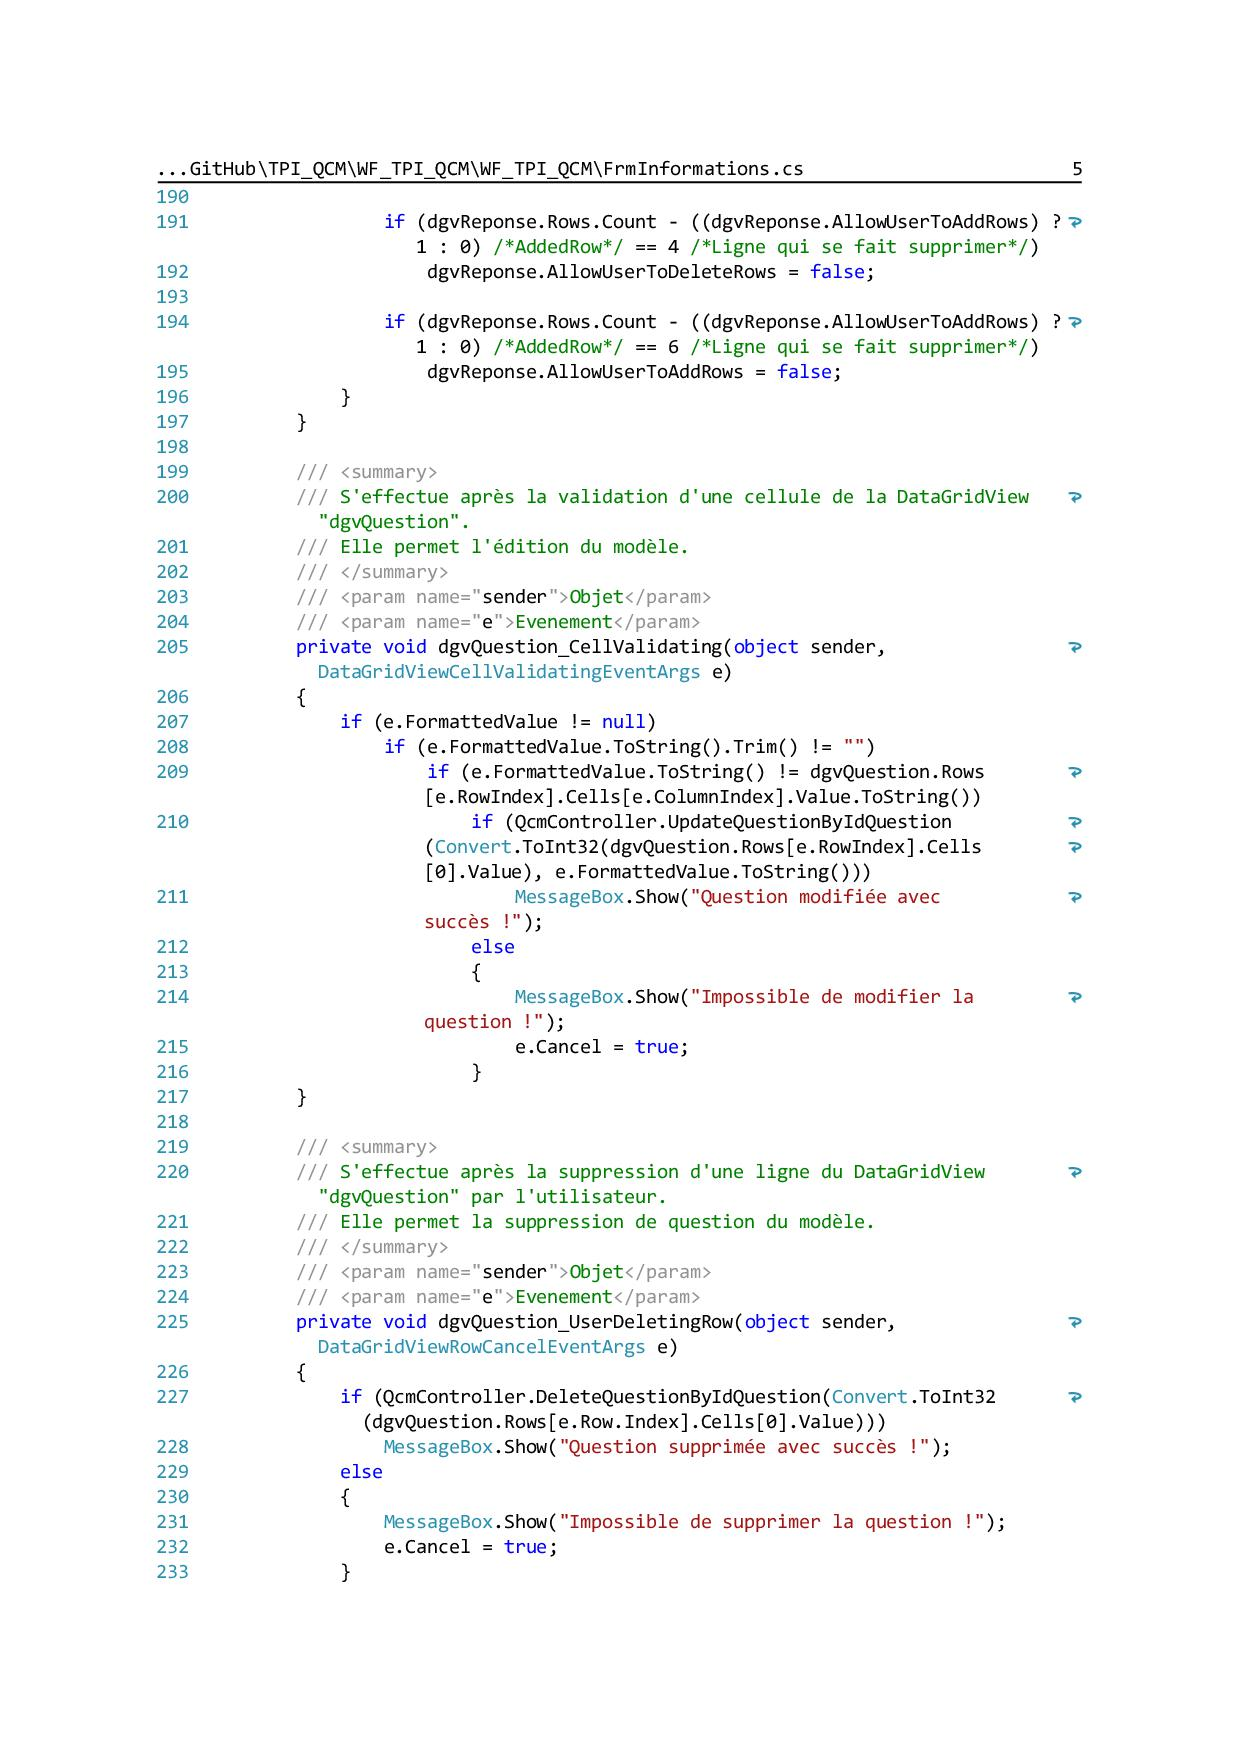 ...GitHub\TPI_QCM\WF_TPI_QCM\WF_TPI_QCM\FrmInformations.cs 5
190
191 if (dgvReponse.Rows.Count - ((dgvReponse.AllowUserToAddRows) ?
1 : 0) /*AddedRow*/ == 4 /*Ligne qui se fait supprimer*/)
192 dgvReponse.AllowUserToDeleteRows = false;
193
194 if (dgvReponse.Rows.Count - ((dgvReponse.AllowUserToAddRows) ?
1 : 0) /*AddedRow*/ == 6 /*Ligne qui se fait supprimer*/)
195 dgvReponse.AllowUserToAddRows = false;
196 }
197 }
198
199 /// <summary>
200 /// S'effectue après la validation d'une cellule de la DataGridView
"dgvQuestion".
201 /// Elle permet l'édition du modèle.
202 /// </summary>
203 /// <param name="sender">Objet</param>
204 /// <param name="e">Evenement</param>
205 private void dgvQuestion_CellValidating(object sender,
DataGridViewCellValidatingEventArgs e)
206 {
207 if (e.FormattedValue != null)
208 if (e.FormattedValue.ToString().Trim() != "")
209 if (e.FormattedValue.ToString() != dgvQuestion.Rows
[e.RowIndex].Cells[e.ColumnIndex].Value.ToString())
210 if (QcmController.UpdateQuestionByIdQuestion
(Convert.ToInt32(dgvQuestion.Rows[e.RowIndex].Cells
[0].Value), e.FormattedValue.ToString()))
211 MessageBox.Show("Question modifiée avec
succès !");
212 else
213 {
214 MessageBox.Show("Impossible de modifier la
question !");
215 e.Cancel = true;
216 }
217 }
218
219 /// <summary>
220 /// S'effectue après la suppression d'une ligne du DataGridView
"dgvQuestion" par l'utilisateur.
221 /// Elle permet la suppression de question du modèle.
222 /// </summary>
223 /// <param name="sender">Objet</param>
224 /// <param name="e">Evenement</param>
225 private void dgvQuestion_UserDeletingRow(object sender,
DataGridViewRowCancelEventArgs e)
226 {
227 if (QcmController.DeleteQuestionByIdQuestion(Convert.ToInt32
(dgvQuestion.Rows[e.Row.Index].Cells[0].Value)))
228 MessageBox.Show("Question supprimée avec succès !");
229 else
230 {
231 MessageBox.Show("Impossible de supprimer la question !");
232 e.Cancel = true;
233 }